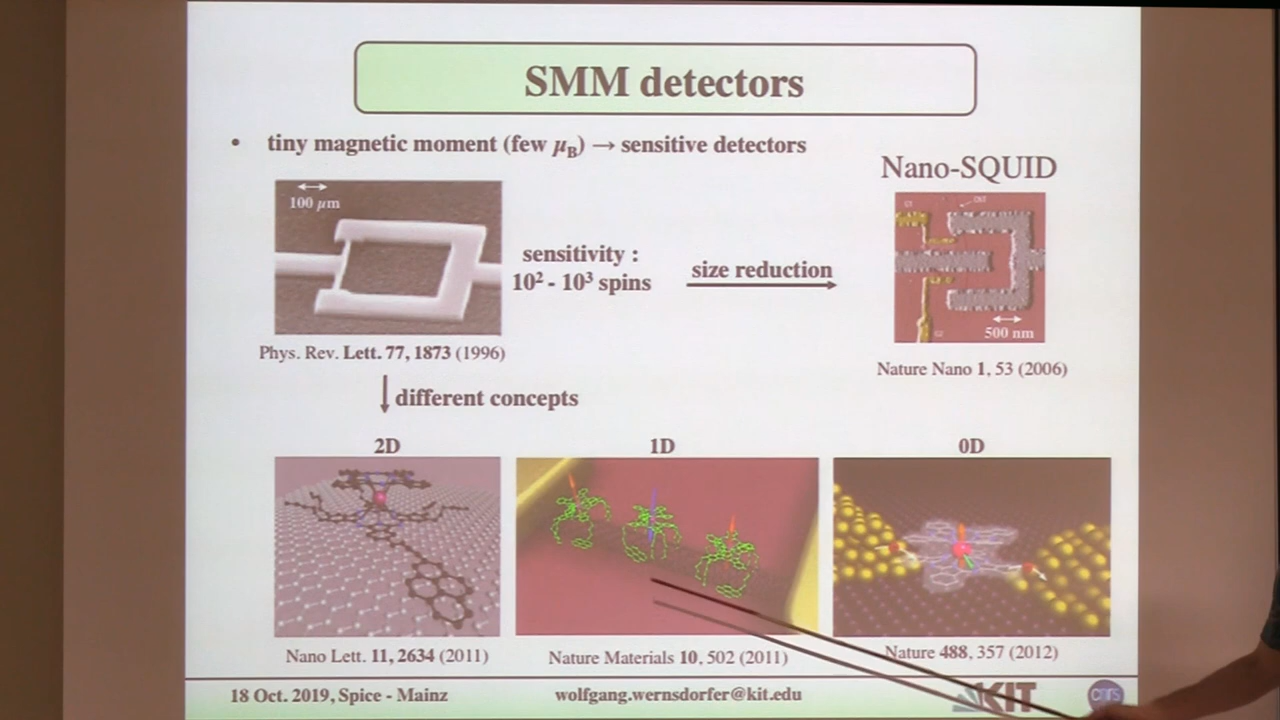 SMM detectors
• tiny magnetic moment (few μB) → sensitive detectors
Nano-SQUID
100 μm
sensitivity :
10² - 10³ spins
size reduction
500 nm
Phys. Rev. Lett. 77, 1873 (1996)
Nature Nano 1, 53 (2006)
different concepts
2D
1D
0D
Nano Lett. 11, 2634 (2011)
Nature Materials 10, 502 (2011)
Nature 488, 357 (2012)
18 Oct. 2019, Spice - Mainz
wolfgang.wernsdorfer@kit.edu
KIT
cnrs